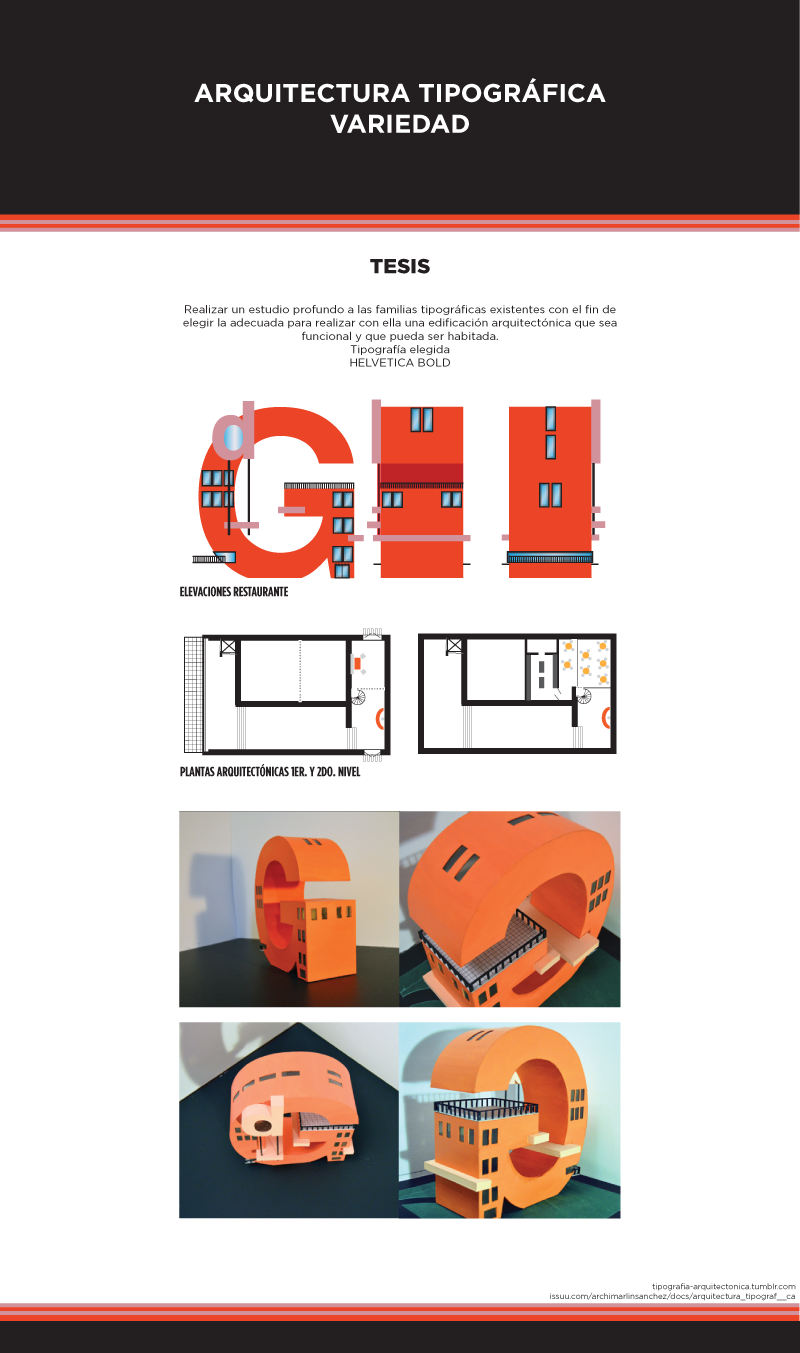 ARQUITECTURA TIPOGRÁFICA
VARIEDAD
TESIS
Realizar un estudio profundo a las familias tipográficas existentes con el fin de
elegir la adecuada para realizar con ella una edificación arquitectónica que sea
funcional y que pueda ser habitada.
Tipografía elegida
HELVETICA BOLD
d
G
ELEVACIONES RESTAURANTE
PLANTAS ARQUITECTÓNICAS 1ER. Y 2DO. NIVEL
d
tipografia-arquitectonica.tumblr.com
issuu.com/archimarlinsanchez/docs/arquitectura_tipograf__ca